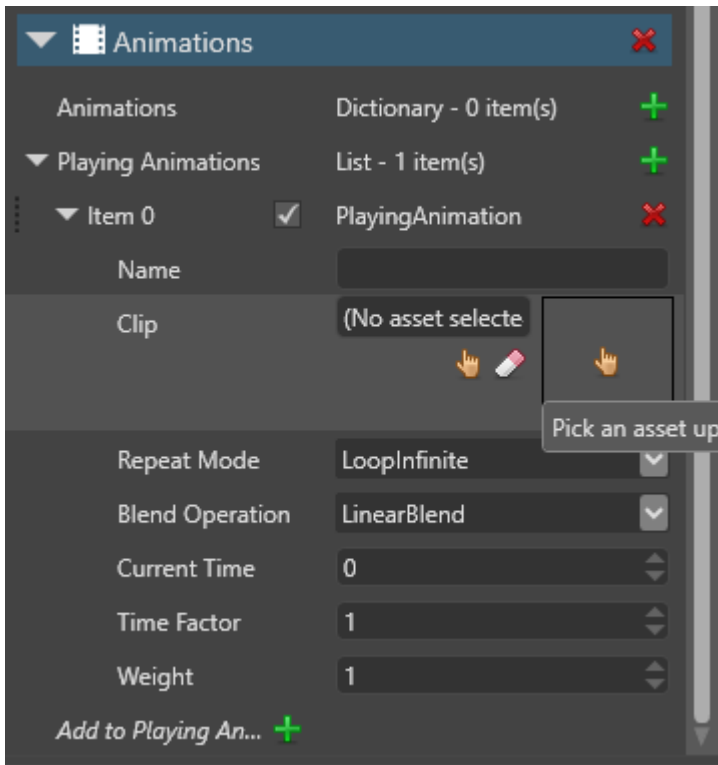 Animations
Animations Dictionary - 0 item(s)
Playing Animations List - 1 item(s)
Item 0 PlayingAnimation
Name
Clip (No asset selecte
Pick an asset up
Repeat Mode LoopInfinite
Blend Operation LinearBlend
Current Time 0
Time Factor 1
Weight 1
Add to Playing An...